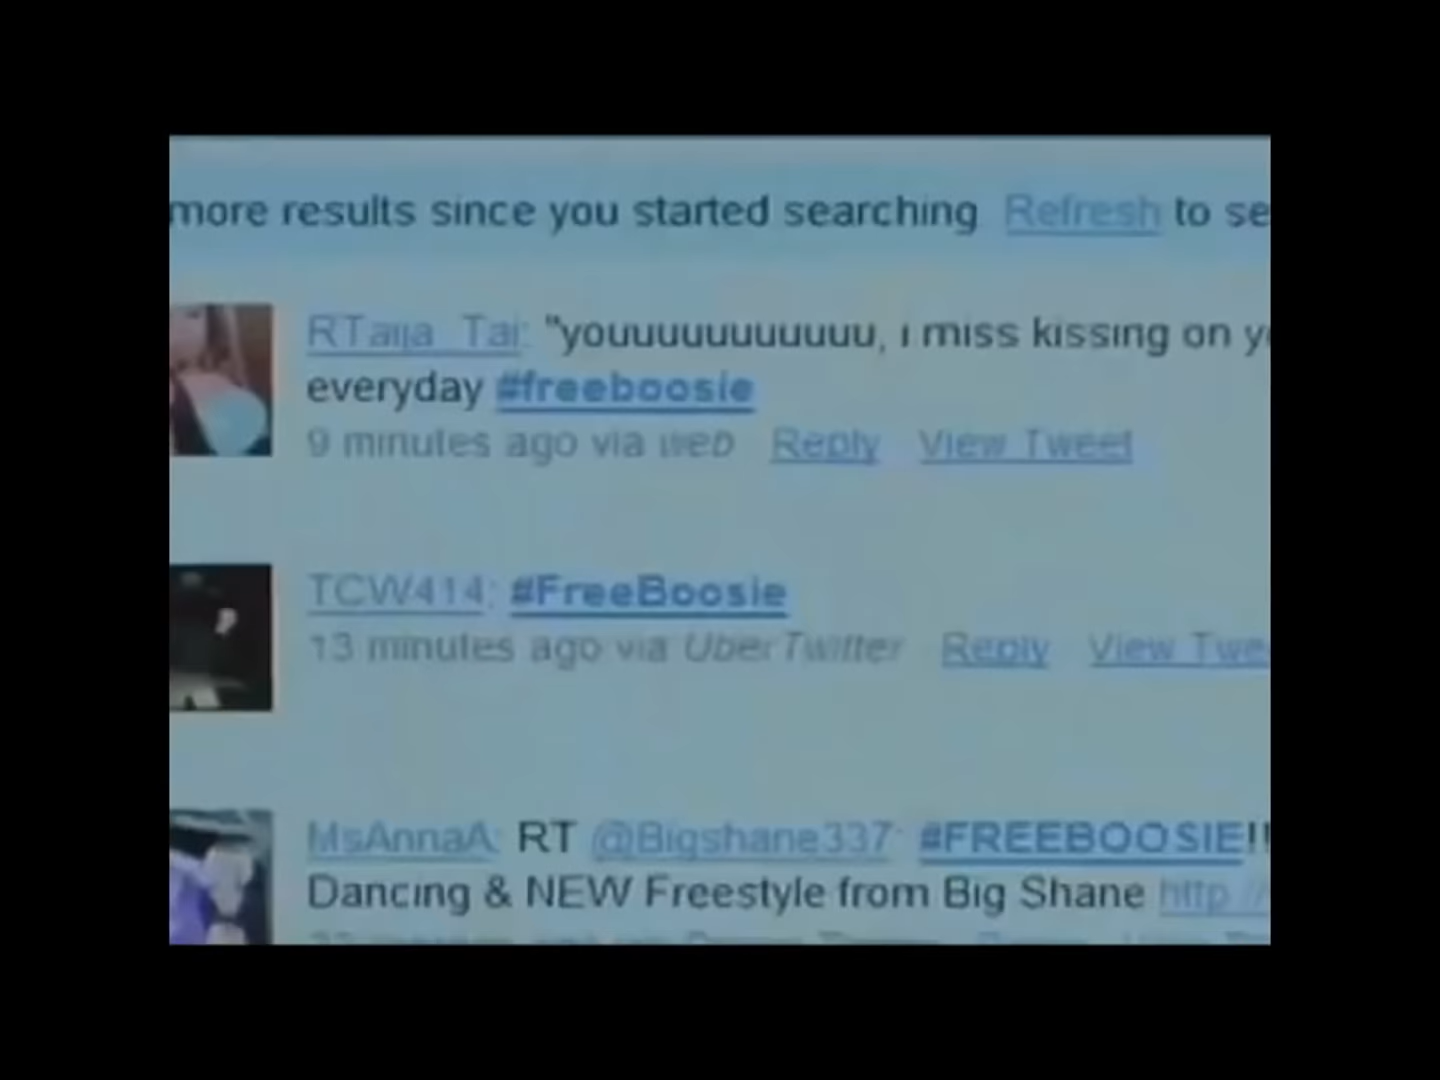 more results since you started searching Refresh to se
RTaija_Tai: "youuuuuuuuuuu, i miss kissing on y
everyday #freeboosie
9 minutes ago via web Reply View Tweet
TCW414: #FreeBoosie
13 minutes ago via UberTwitter Reply View Twe
MsAnnaA: RT @Bigshane337: #FREEBOOSIE!!
Dancing & NEW Freestyle from Big Shane http://